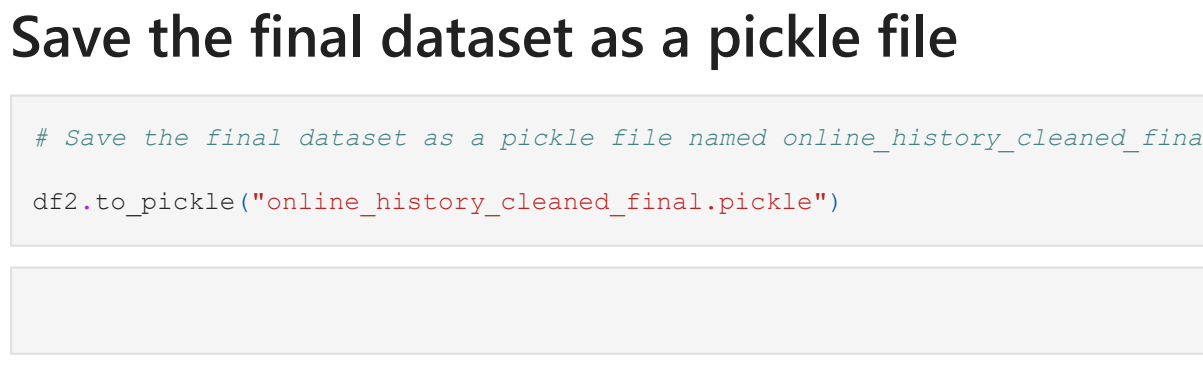 Save the final dataset as a pickle file
# Save the final dataset as a pickle file named online_history_cleaned_fina
df2.to_pickle("online_history_cleaned_final.pickle")